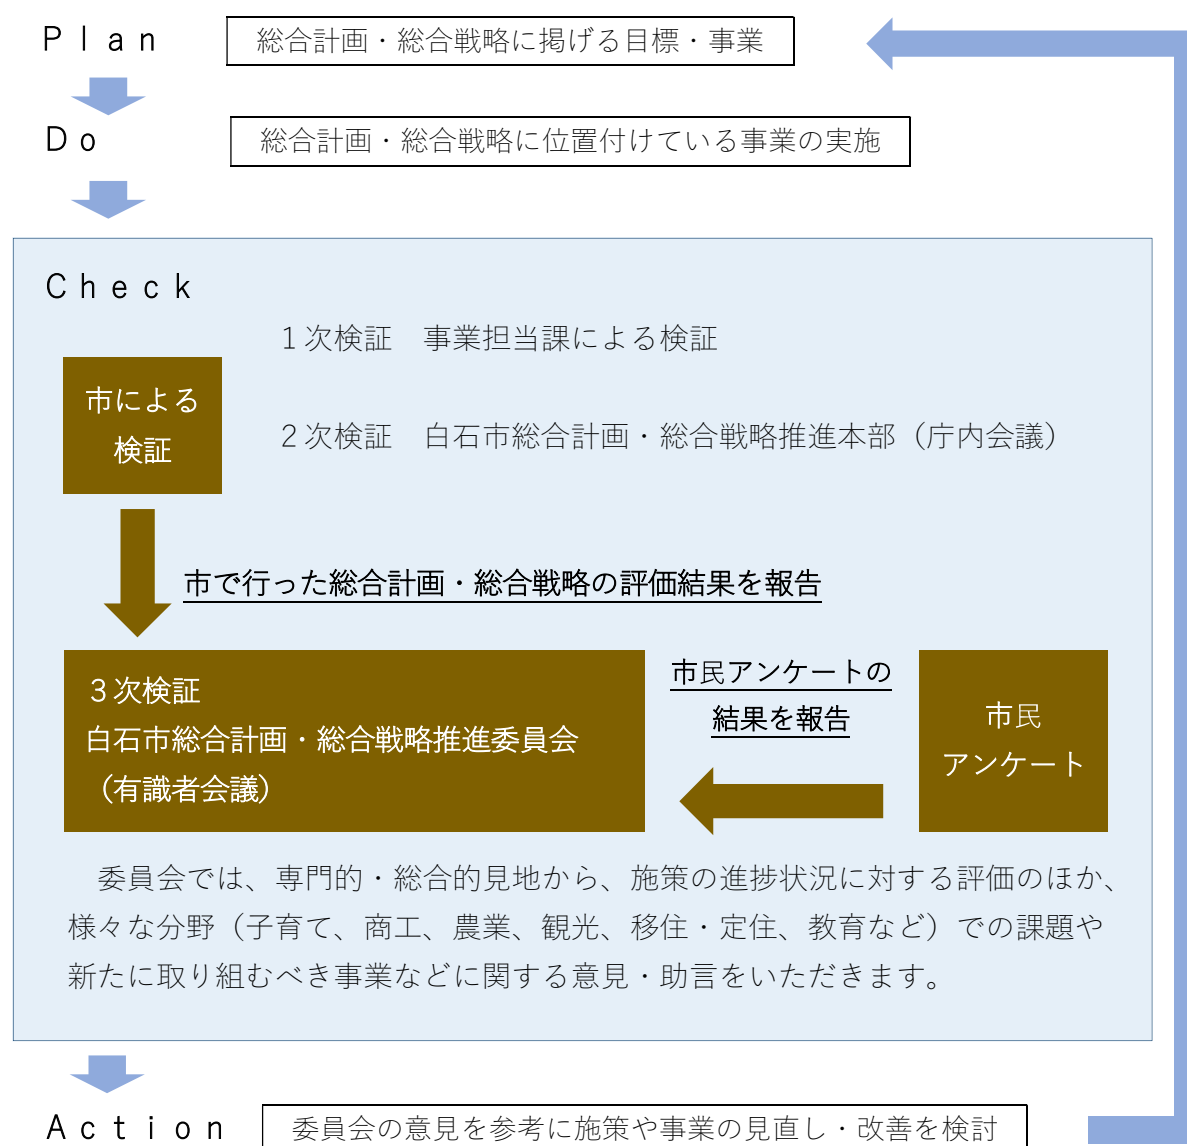 Plan
総合計画・総合戦略に掲げる目標・事業
Do
総合計画・総合戦略に位置付けている事業の実施
Check
１次検証　事業担当課による検証
市による
検証
２次検証　白石市総合計画・総合戦略推進本部（庁内会議）
市で行った総合計画・総合戦略の評価結果を報告
３次検証
白石市総合計画・総合戦略推進委員会
（有識者会議）
市民アンケートの
結果を報告
市民
アンケート
委員会では、専門的・総合的見地から、施策の進捗状況に対する評価のほか、
様々な分野（子育て、商工、農業、観光、移住・定住、教育など）での課題や
新たに取り組むべき事業などに関する意見・助言をいただきます。
Action
委員会の意見を参考に施策や事業の見直し・改善を検討